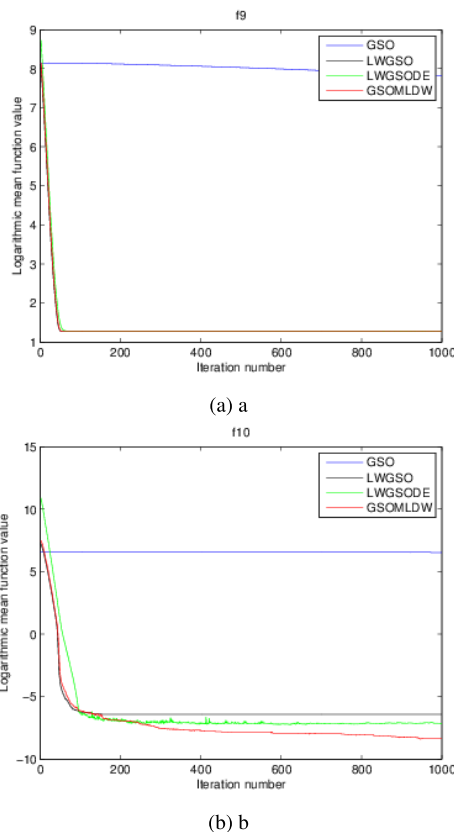 f9
9
8
7
6
5
4
3
2
1
Logarithmic mean function value
GSO
LWGSO
LWGSODE
GSOMLDW
0 200 400 600 800 1000
Iteration number
(a) a
f10
15
10
5
0
−5
−10
Logarithmic mean function value
GSO
LWGSO
LWGSODE
GSOMLDW
0 200 400 600 800 1000
Iteration number
(b) b